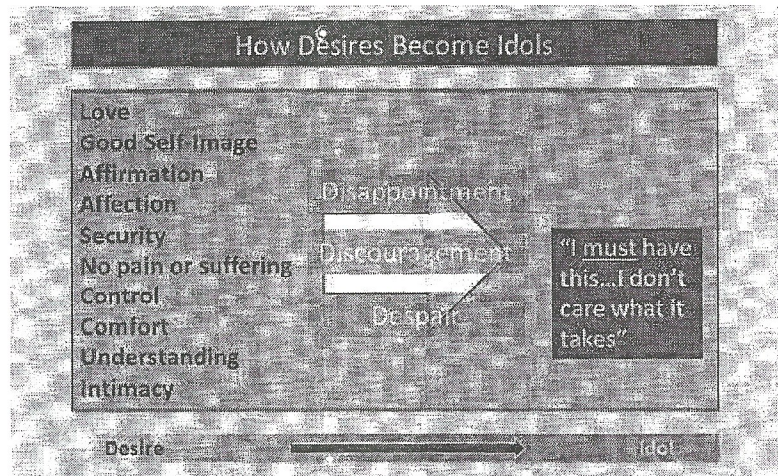 How Desires Become Idols
Love
Good Self-Image
Affirmation
Affection
Security
No pain or suffering
Control
Comfort
Understanding
Intimacy
Disappointment
Discouragement
Despair
"I must have
this...I don't
care what it
takes"
Desire
Idol